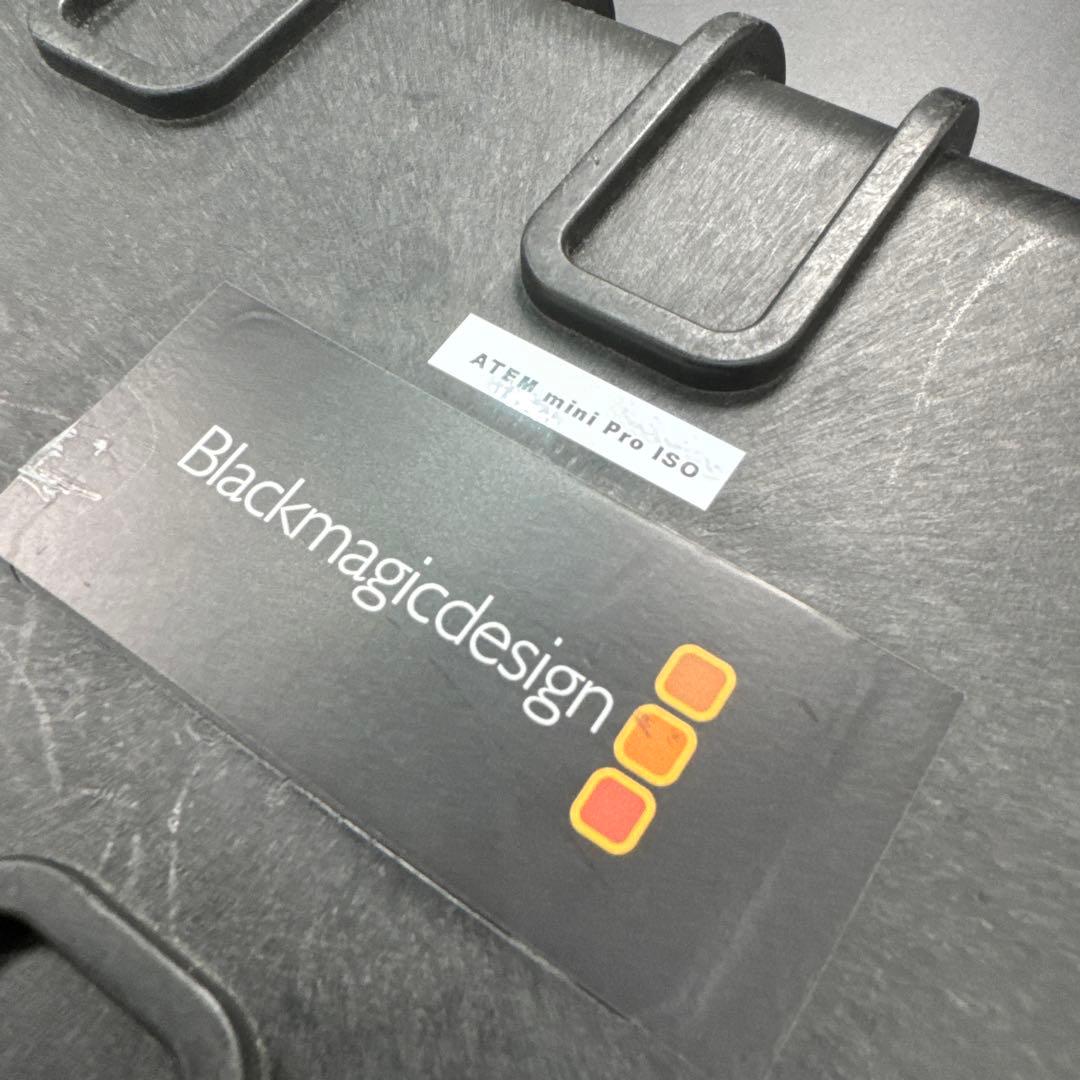 ATEM mini Pro ISO
Blackmagicdesign